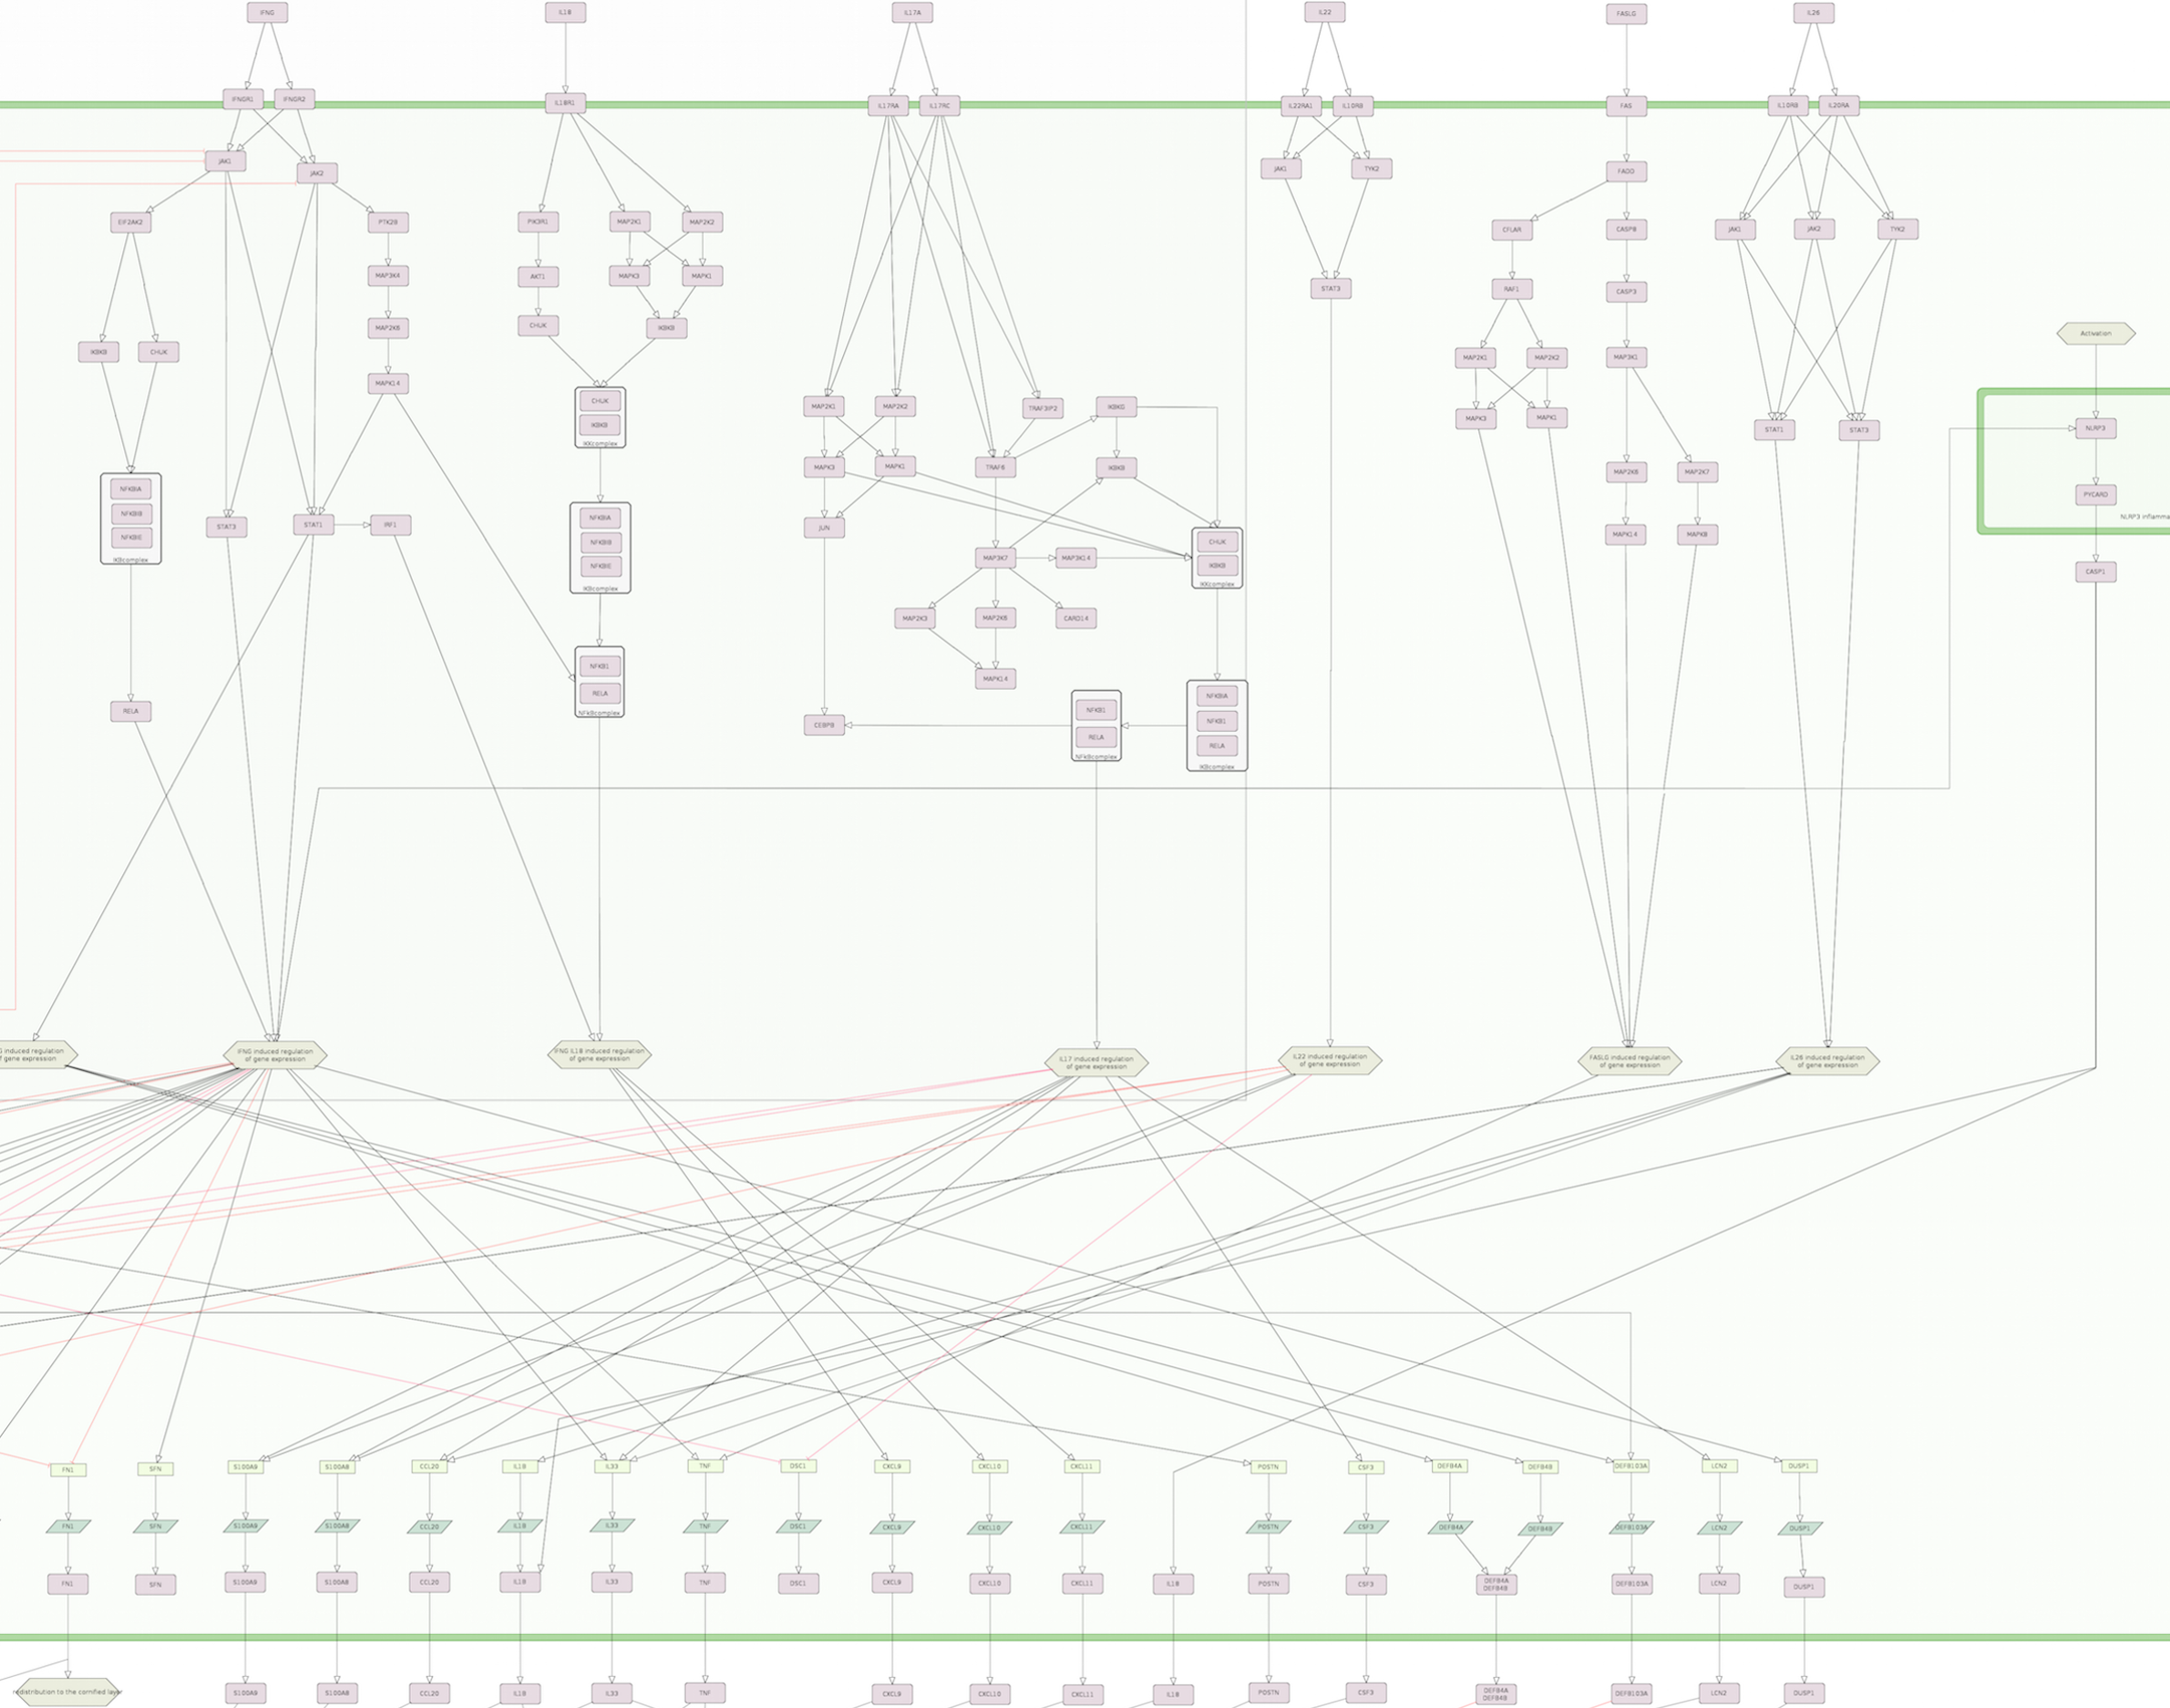 IFNG
IL18
IL17A
IL22
FASLG
IL26
IFNGR1
IFNGR2
IL18R1
IL17RA
IL17RC
IL22RA1
IL10RB
FAS
IL10RB
IL20RA
JAK1
JAK2
JAK1
TYK2
FADD
EIF2AK2
PTK2B
PIK3R1
MAP2K1
MAP2K2
CFLAR
CASP8
JAK1
JAK2
TYK2
MAP3K4
AKT1
MAPK3
MAPK1
STAT3
RAF1
CASP3
MAP2K6
CHUK
IKBKB
Activation
IKBKB
CHUK
MAP2K1
MAP2K2
MAP3K1
MAPK14
CHUK
IKBKB
IKKcomplex
MAP2K1
MAP2K2
TRAF3IP2
IKBKG
MAPK3
MAPK1
STAT1
STAT3
NLRP3
MAPK3
MAPK1
TRAF6
IKBKB
MAP2K6
MAP2K7
NFKBIA
NFKBIB
NFKBIE
IKBcomplex
PYCARD
NLRP3 inflamma
STAT3
STAT1
IRF1
NFKBIA
NFKBIB
NFKBIE
IKBcomplex
JUN
MAPK14
MAPK8
CHUK
IKBKB
IKKcomplex
MAP3K7
MAP3K14
CASP1
MAP2K3
MAP2K6
CARD14
NFKB1
RELA
NFkBcomplex
MAPK14
RELA
CEBPB
NFKB1
RELA
NFkBcomplex
NFKBIA
NFKB1
RELA
IKBcomplex
G induced regulation
of gene expression
IFNG induced regulation
of gene expression
IFNG IL18 induced regulation
of gene expression
IL17 induced regulation
of gene expression
IL22 induced regulation
of gene expression
FASLG induced regulation
of gene expression
IL26 induced regulation
of gene expression
FN1
SFN
S100A9
S100A8
CCL20
IL18
IL33
TNF
DSC1
CXCL9
CXCL10
CXCL11
POSTN
CSF3
DEFB4A
DEFB4B
DEFB103A
LCN2
DUSP1
FN1
SFN
S100A9
S100A8
CCL20
IL18
IL33
TNF
DSC1
CXCL9
CXCL10
CXCL11
POSTN
CSF3
DEFB4A
DEFB4B
DEFB103A
LCN2
DUSP1
FN1
SFN
S100A9
S100A8
CCL20
IL18
IL33
TNF
DSC1
CXCL9
CXCL10
CXCL11
IL1B
POSTN
CSF3
DEFB4A
DEFB4B
DEFB103A
LCN2
DUSP1
redistribution to the cornified layer
S100A9
S100A8
CCL20
IL18
IL33
TNF
CXCL9
CXCL10
CXCL11
IL1B
POSTN
CSF3
DEFB4A
DEFB4B
DEFB103A
LCN2
DUSP1